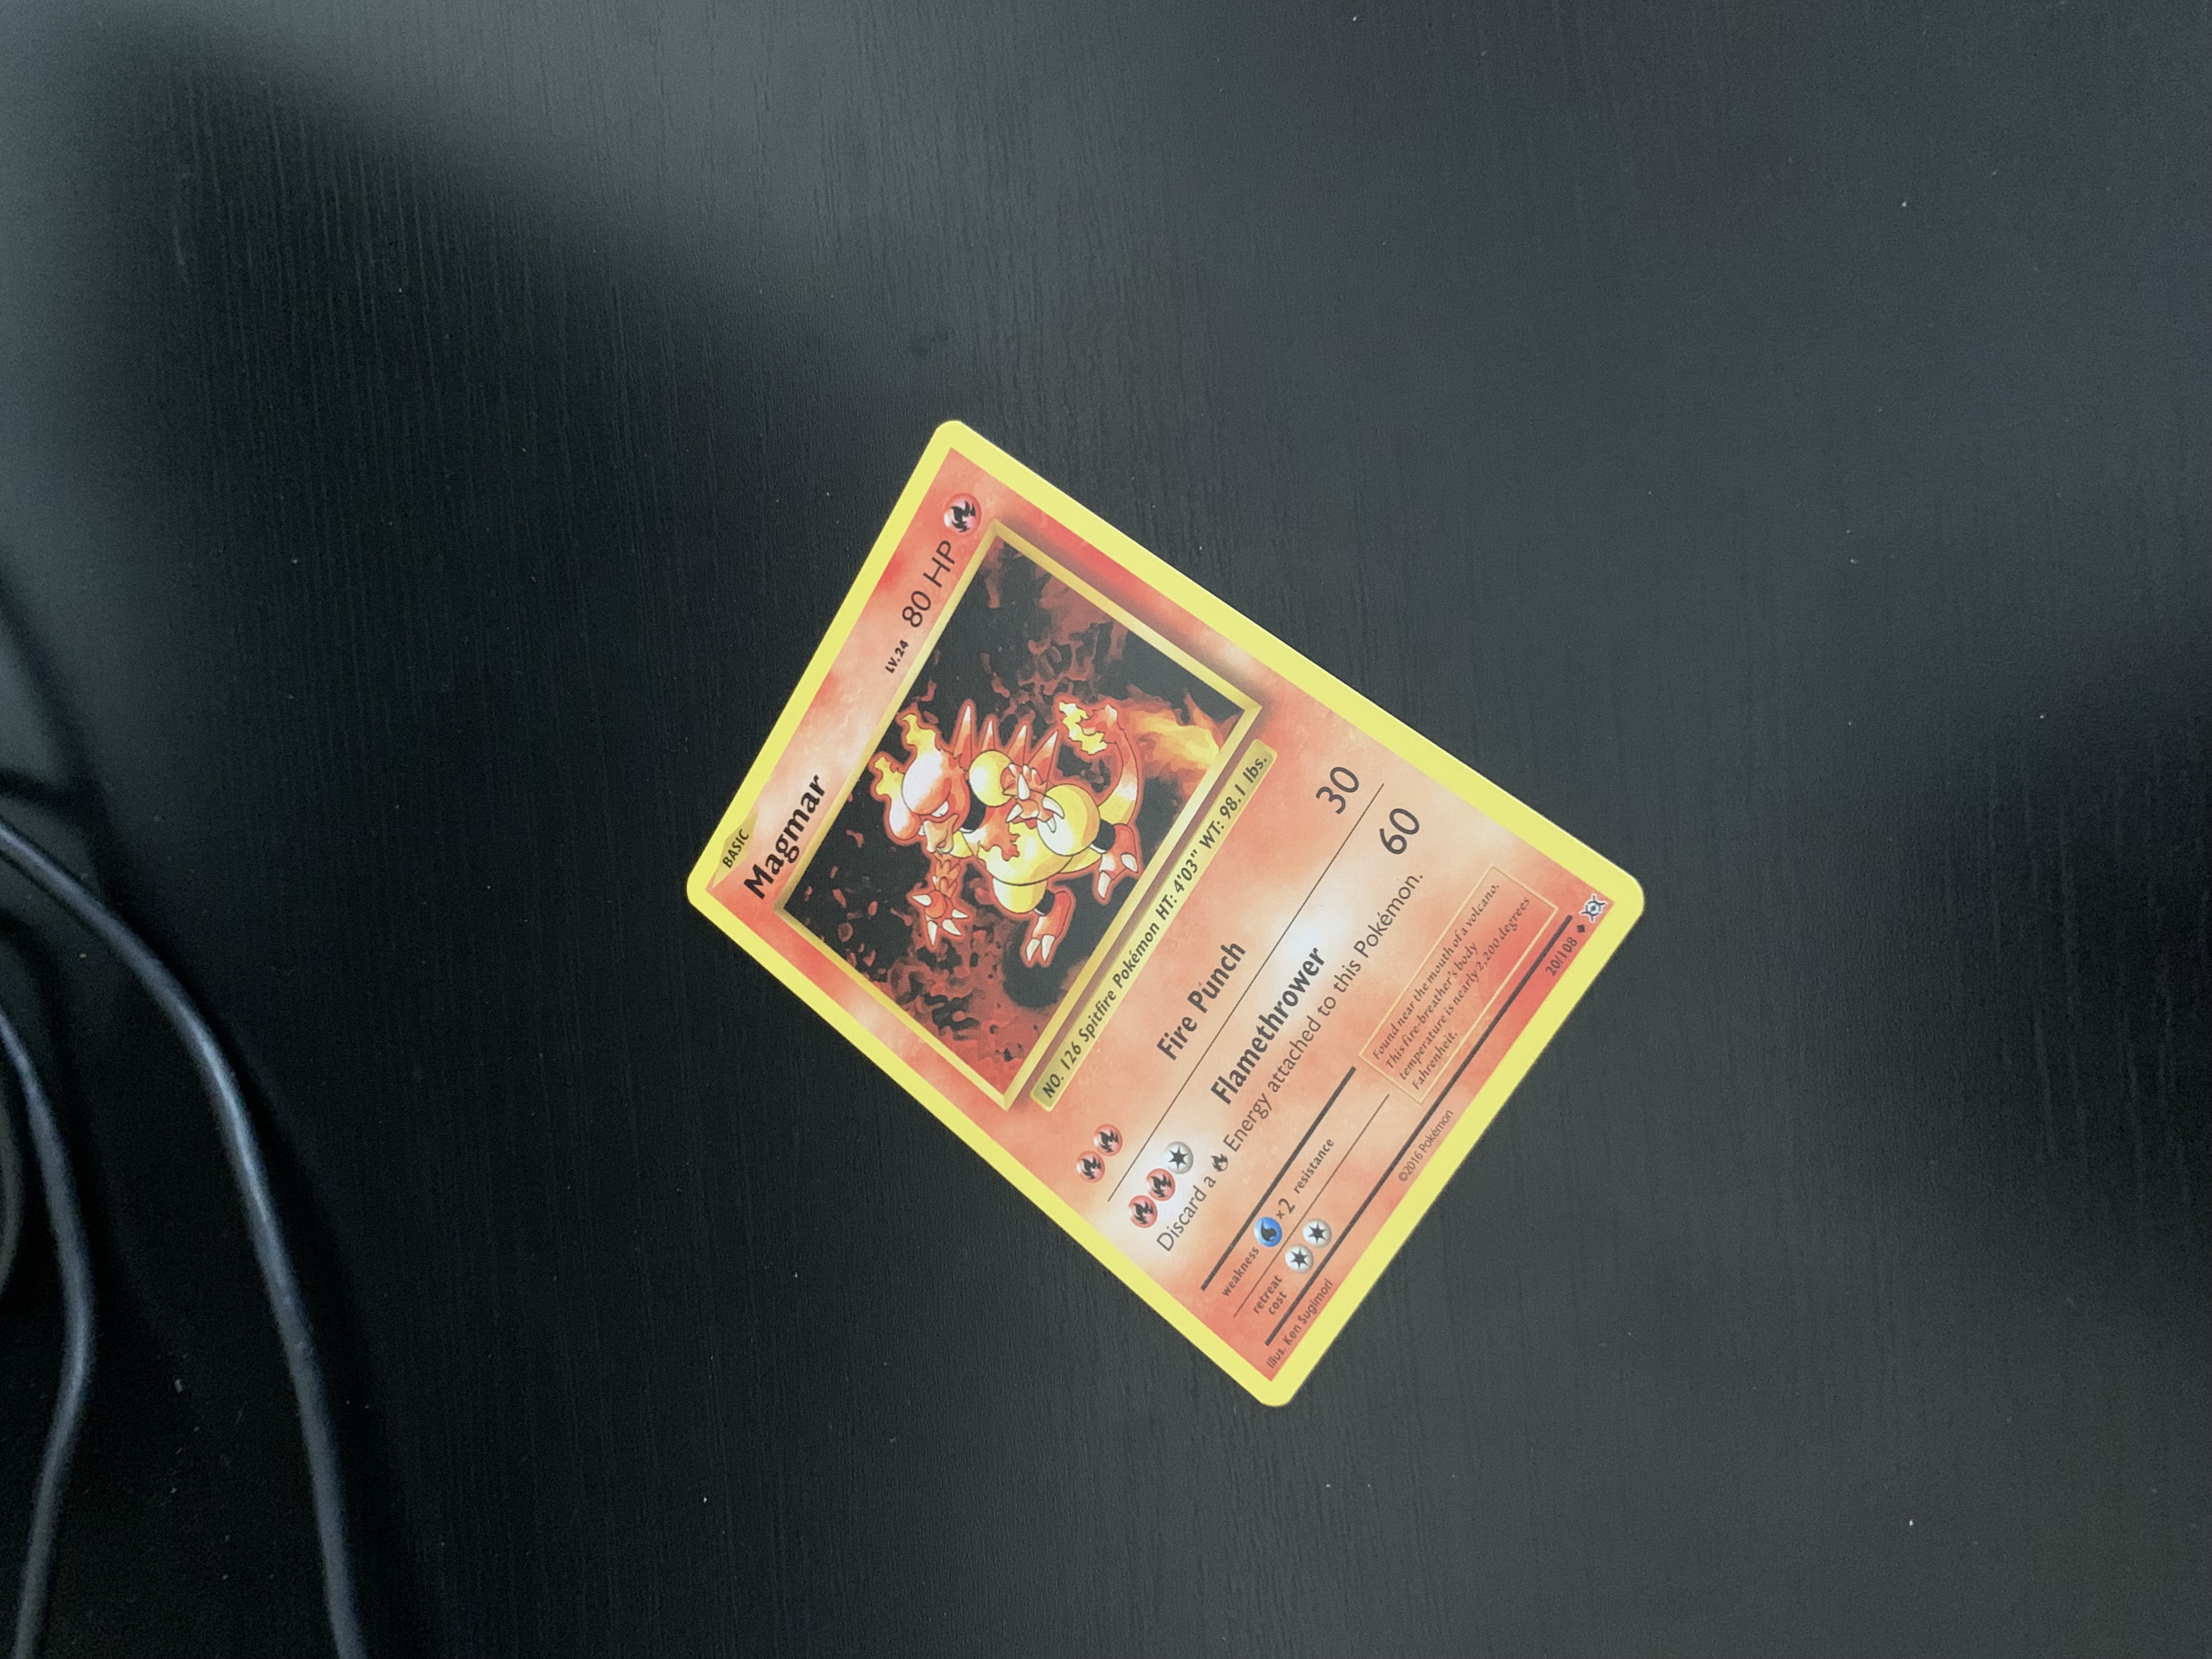 BASIC
Magmar
LV.24 80 HP
NO. 126 Spitfire Pokémon HT: 4'03" WT: 98.1 lbs.
Fire Punch 30
Flamethrower 60
Discard a Energy attached to this Pokémon.
weakness ×2 resistance
retreat
cost
Found near the mouth of a volcano.
This fire-breather's body
temperature is nearly 2,200 degrees
Fahrenheit.
Illus. Ken Sugimori ©2016 Pokémon 20/108